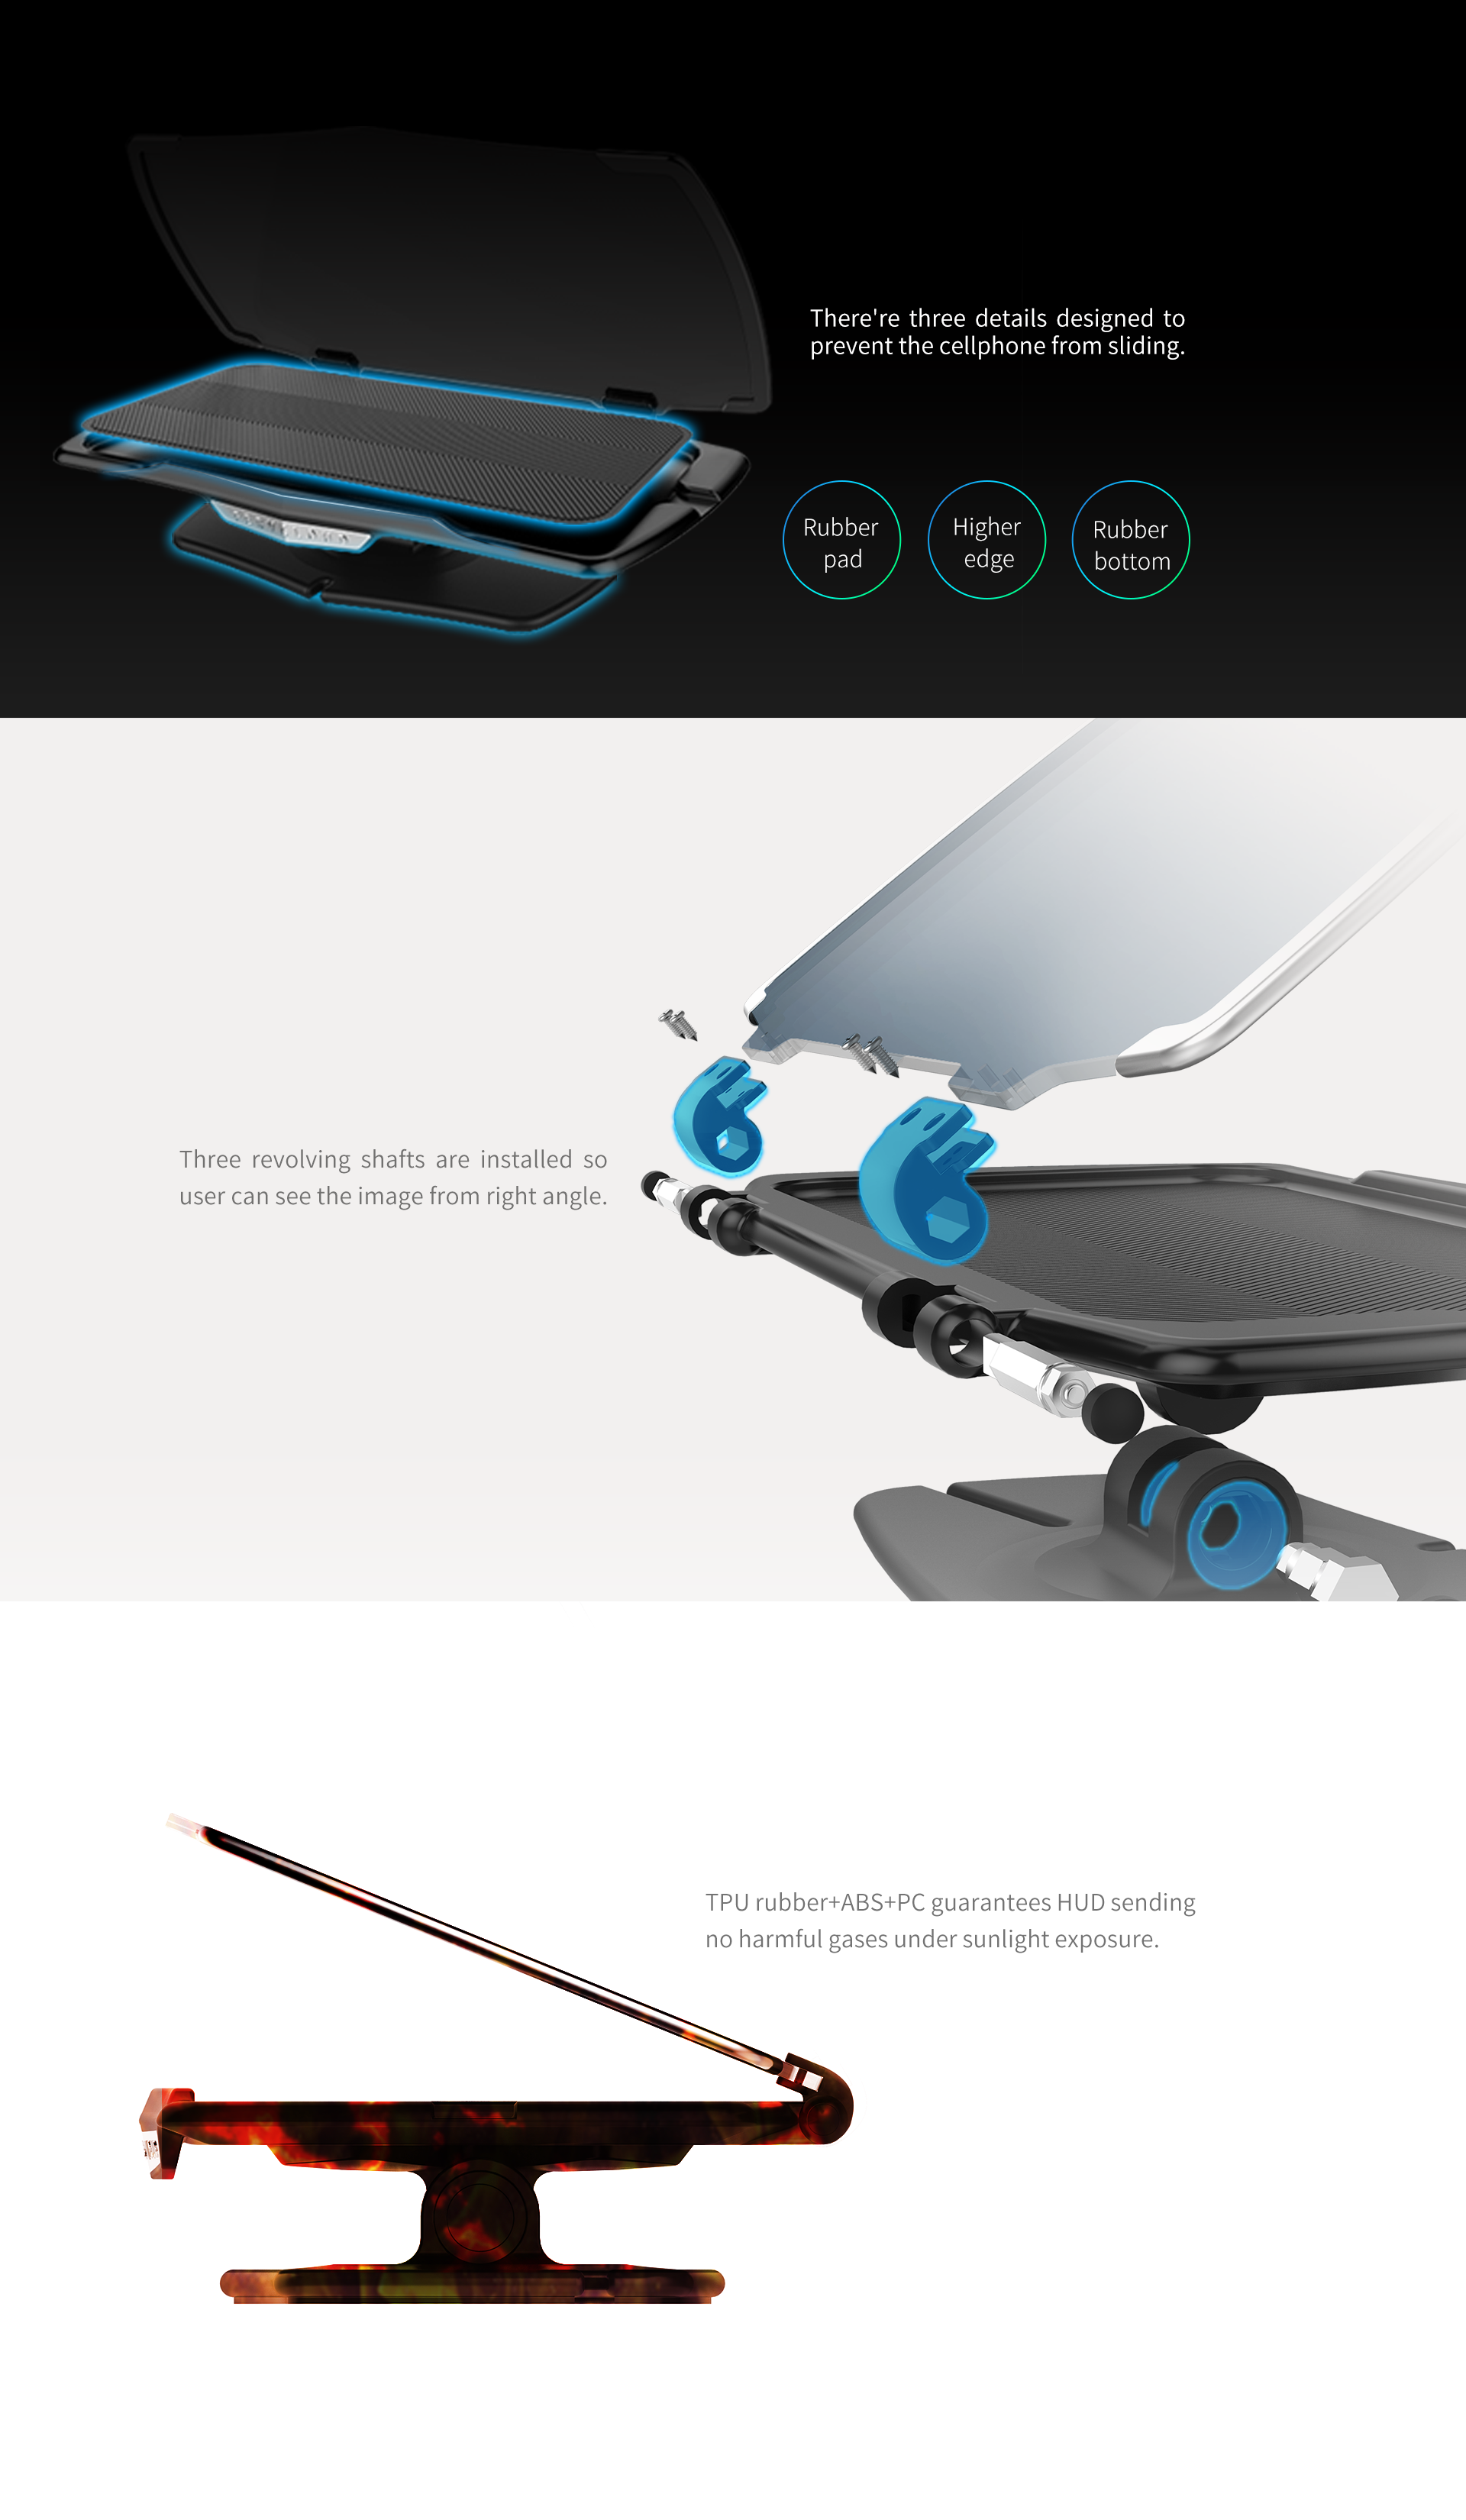 There're three details designed to
prevent the cellphone from sliding.
Rubber
pad
Higher
edge
Rubber
bottom
Three revolving shafts are installed so
user can see the image from right angle.
TPU rubber+ABS+PC guarantees HUD sending
no harmful gases under sunlight exposure.